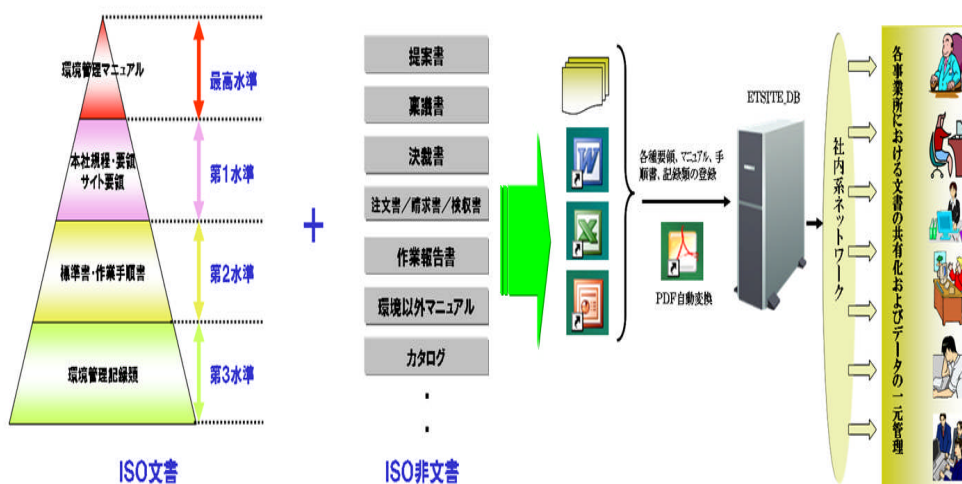 環境管理マニュアル
最高水準
本社規程・要領
サイト要領
第1水準
標準書・作業手順書
第2水準
環境管理記録類
第3水準
ISO文書
+
提案書
稟議書
決裁書
注文書／請求書／検収書
作業報告書
環境以外マニュアル
カタログ
・
・
ISO非文書
各種要領、マニュアル、手
順書、記録類の登録
PDF自動変換
ETSITE_DB
社内系ネットワーク
各事業所における文書の共有化およびデータの一元管理